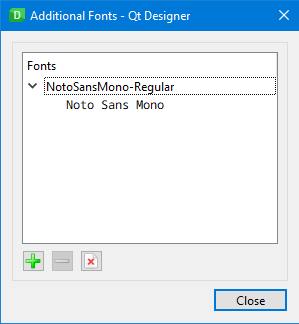 Additional Fonts - Qt Designer
Fonts
NotoSansMono-Regular
Noto Sans Mono
Close